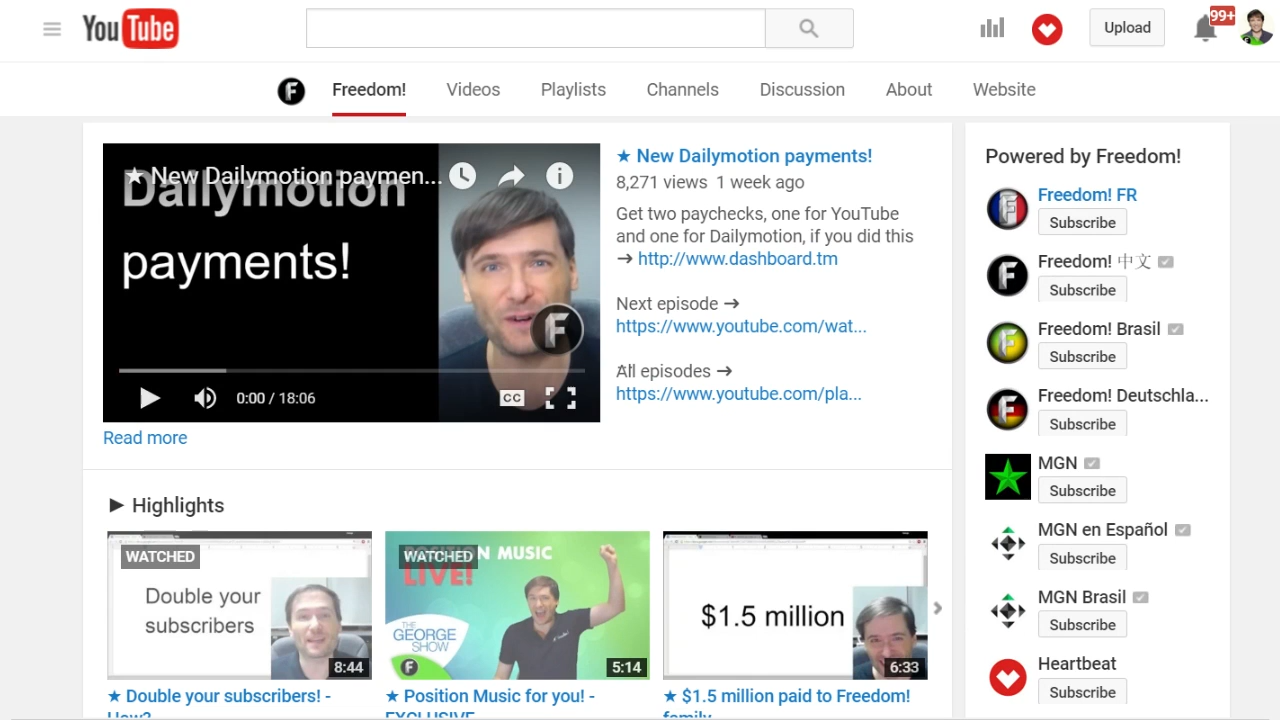 YouTube
Upload
99+
Freedom! Videos Playlists Channels Discussion About Website
★ New Dailymotion paymen...
Dailymotion
payments!
F
0:00 / 18:06
CC
Read more
★ New Dailymotion payments!
8,271 views 1 week ago
Get two paychecks, one for YouTube
and one for Dailymotion, if you did this
→ http://www.dashboard.tm
Next episode →
https://www.youtube.com/wat...
All episodes →
https://www.youtube.com/pla...
► Highlights
WATCHED
Double your
subscribers
8:44
★ Double your subscribers! -
How?
WATCHED
POSITION MUSIC
LIVE!
THE
GEORGE
SHOW
F
5:14
★ Position Music for you! -
EXCLUSIVE
$1.5 million
6:33
★ $1.5 million paid to Freedom!
family
Powered by Freedom!
Freedom! FR
Subscribe
Freedom! 中文
Subscribe
Freedom! Brasil
Subscribe
Freedom! Deutschla...
Subscribe
MGN
Subscribe
MGN en Español
Subscribe
MGN Brasil
Subscribe
Heartbeat
Subscribe